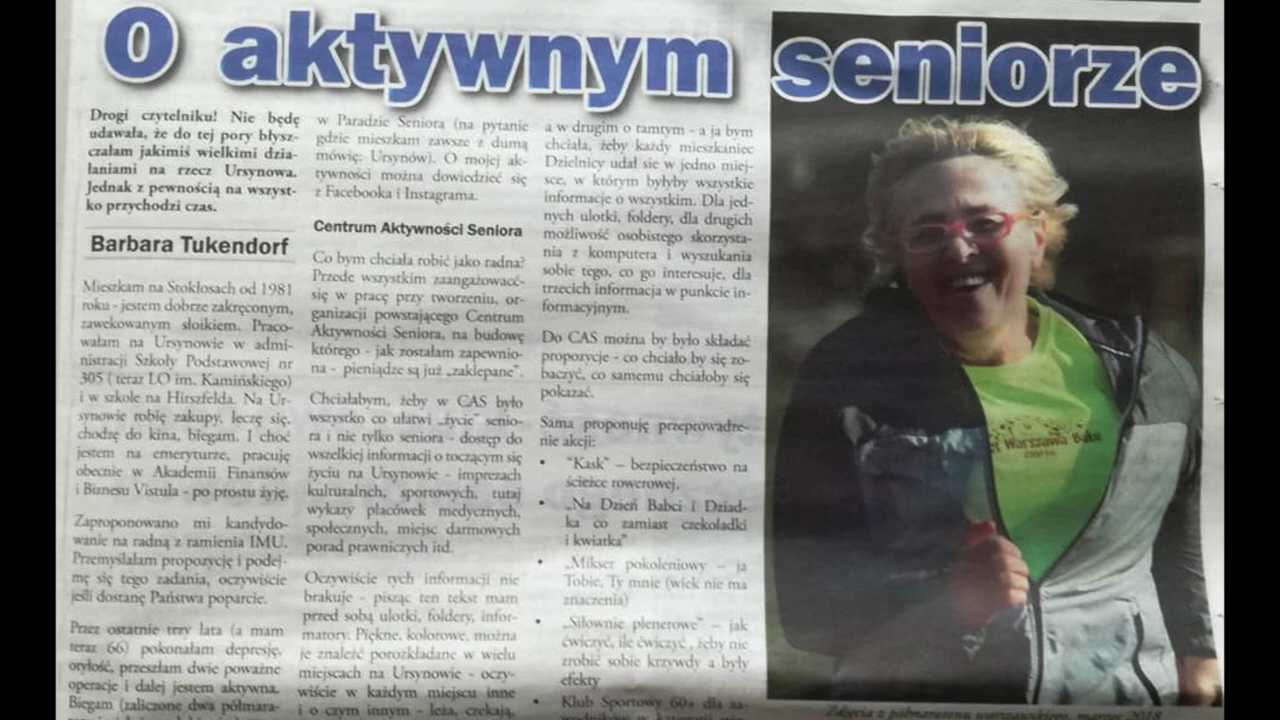 O aktywnym seniorze
Drogi czytelniku! Nie będę
udawała, że do tej pory błysz-
czałam jakimiś wielkimi dzia-
łaniami na rzecz Ursynowa.
Jednak z pewnością na wszyst-
ko przychodzi czas.
Barbara Tukendorf
Mieszkam na Stokłosach od 1981
roku - jestem dobrze zakręconym,
zawekowanym słoikiem. Praco-
wałam na Ursynowie w admi-
nistracji Szkoły Podstawowej nr
305 ( teraz LO im. Kamińskiego)
i w szkole na Hirszfelda. Na Ur-
synowie robię zakupy, leczę się,
chodzę do kina, biegam. I choć
jestem na emeryturze, pracuję
obecnie w Akademii Finansów
i Biznesu Vistula - po prostu żyję.
Zaproponowano mi kandydo-
wanie na radną z ramienia IMU.
Przemyślałam propozycję i podej-
mę się tego zadania, oczywiście
jeśli dostanę Państwa poparcie.
Przez ostatnie trzy lata (a mam
teraz 66) pokonałam depresję,
otyłość, przeszłam dwie poważne
operacje i dalej jestem aktywna.
Biegam (zaliczone dwa półmara-
w Paradzie Seniora (na pytanie
gdzie mieszkam zawsze z dumą
mówię: Ursynów). O mojej ak-
tywności można dowiedzieć się
z Facebooka i Instagrama.
Centrum Aktywności Seniora
Co bym chciała robić jako radna?
Przede wszystkim zaangażować-
się w pracę przy tworzeniu, or-
ganizacji powstającego Centrum
Aktywności Seniora, na budowę
którego - jak zostałam zapewnio-
na - pieniądze są już „zaklepane”.
Chciałabym, żeby w CAS było
wszystko co ułatwi „życie” senio-
ra i nie tylko seniora - dostęp do
wszelkiej informacji o toczącym się
życiu na Ursynowie - imprezach
kulturalnch, sportowych, tutaj
wykazy placówek medycznych,
społecznych, miejsc darmowych
porad prawniczych itd.
Oczywiście tych informacji nie
brakuje - pisząc ten tekst mam
przed sobą ulotki, foldery, infor-
matory. Piękne, kolorowe, można
je znaleźć porozkładane w wielu
miejscach na Ursynowie - oczy-
wiście w każdym miejscu inne
i o czym innym - leżą, czekają,
a w drugim o tamtym - a ja bym
chciała, żeby każdy mieszkaniec
Dzielnicy udał sie w jedno miej-
sce, w którym byłyby wszystkie
informacje o wszystkim. Dla jed-
nych ulotki, foldery, dla drugich
możliwość osobistego skorzysta-
nia z komputera i wyszukania
sobie tego, co go interesuje, dla
trzecich informacja w punkcie in-
formacyjnym.
Do CAS można by było składać
propozycje - co chciało by się zo-
baczyć, co samemu chciałoby się
pokazać.
Sama proponuję przeprowadze-
nie akcji:
• "Kask" – bezpieczeństwo na
ścieżce rowerowej,
• „Na Dzień Babci i Dziad-
ka co zamiast czekoladki
i kwiatka"
• „Mikser pokoleniowy – ja
Tobie, Ty mnie (wiek nie ma
znaczenia)
• „Siłownie plenerowe” – jak
ćwiczyć, ile ćwiczyć , żeby nie
zrobić sobie krzywdy a były
efekty
• Klub Sportowy 60+ dla za-
Warszawa
Zdjęcia z półmaratonu warszawskiego